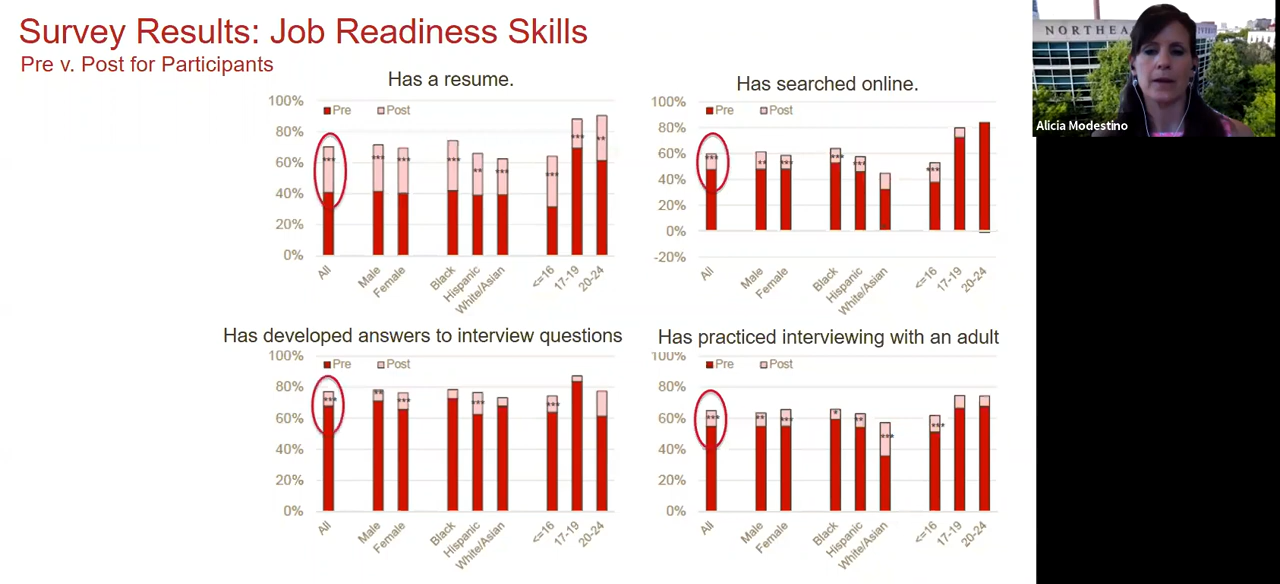 Survey Results: Job Readiness Skills
Pre v. Post for Participants
Has a resume.
100%
80%
60%
40%
20%
0%
Pre Post
*** *** *** *** ** *** *** *** **
All Male Female Black Hispanic White/Asian <=16 17-19 20-24
Has searched online.
100%
80%
60%
40%
20%
0%
-20%
Pre Post
*** ** *** *** *** ***
All Male Female Black Hispanic White/Asian <=16 17-19 20-24
Has developed answers to interview questions
100%
80%
60%
40%
20%
0%
Pre Post
*** ** *** *** ***
All Male Female Black Hispanic White/Asian <=16 17-19 20-24
Has practiced interviewing with an adult
100%
80%
60%
40%
20%
0%
Pre Post
*** ** *** * ** *** ***
All Male Female Black Hispanic White/Asian <=16 17-19 20-24
NORTHEA
Alicia Modestino